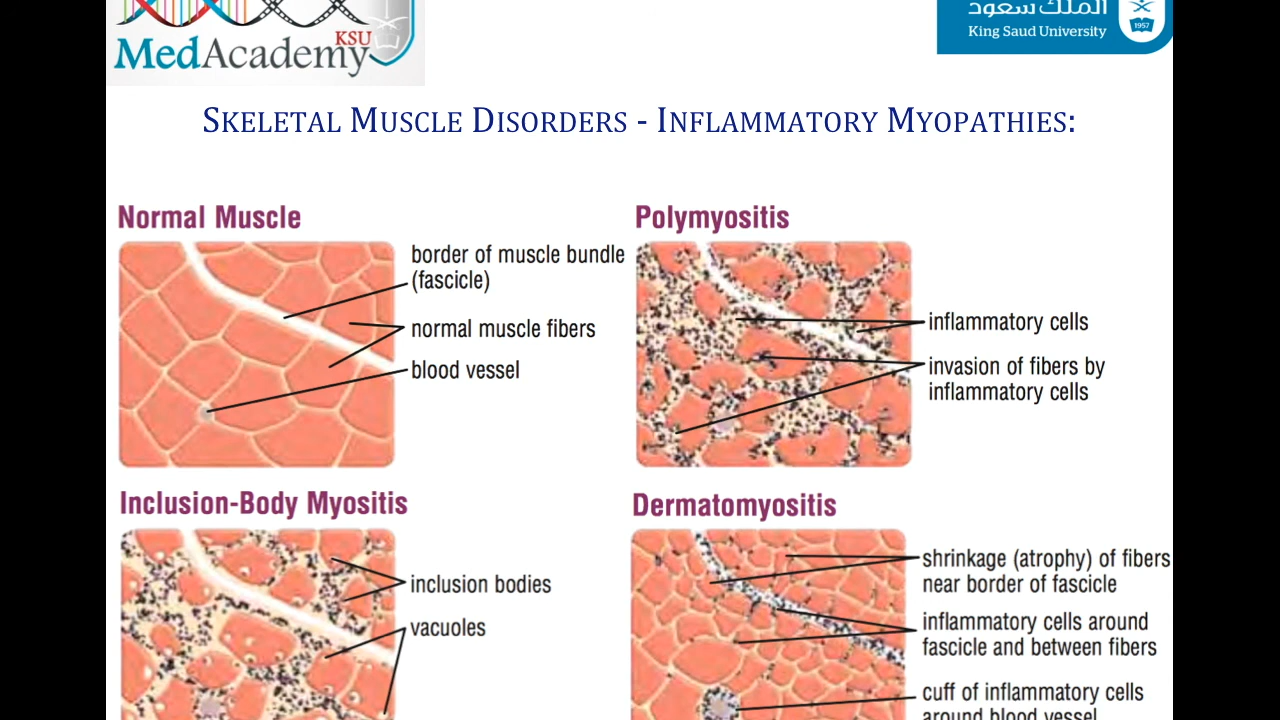 الملك سعود
King Saud University
1957
KSU
MedAcademy
SKELETAL MUSCLE DISORDERS - INFLAMMATORY MYOPATHIES:
Normal Muscle
border of muscle bundle
(fascicle)
normal muscle fibers
blood vessel
Polymyositis
inflammatory cells
invasion of fibers by
inflammatory cells
Inclusion-Body Myositis
inclusion bodies
vacuoles
Dermatomyositis
shrinkage (atrophy) of fibers
near border of fascicle
inflammatory cells around
fascicle and between fibers
cuff of inflammatory cells
around blood vessel